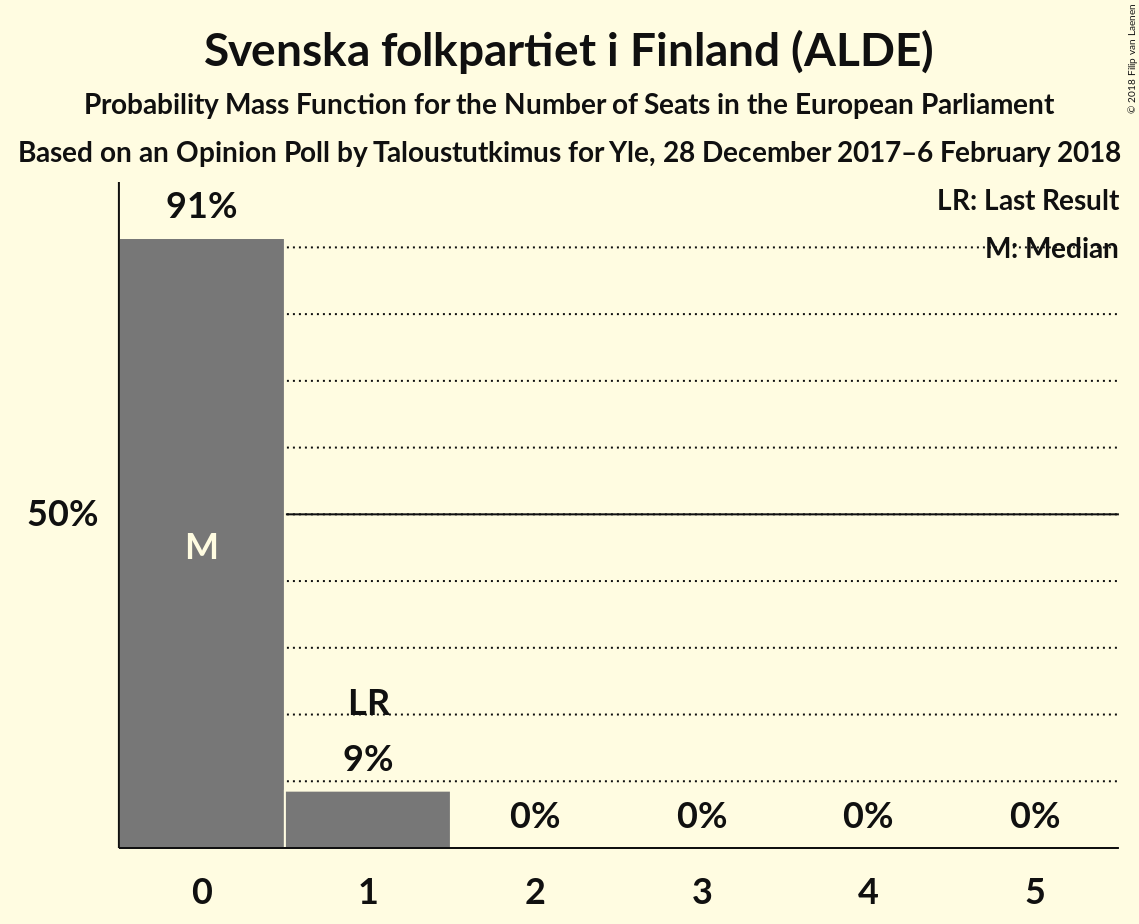 Svenska folkpartiet i Finland (ALDE)
Probability Mass Function for the Number of Seats in the European Parliament
Based on an Opinion Poll by Taloustutkimus for Yle, 28 December 2017–6 February 2018
© 2018 Filip van Laenen
LR: Last Result
M: Median
91%
50%
M
LR
9%
0%
0%
0%
0%
0
1
2
3
4
5